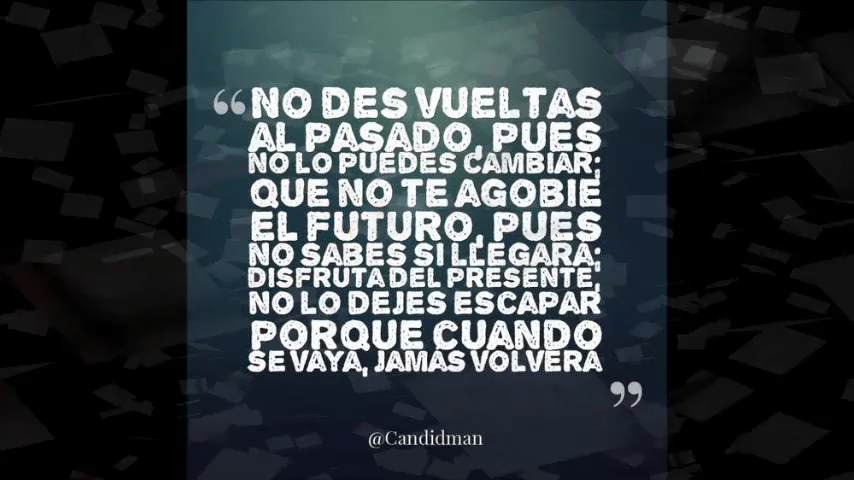 “NO DES VUELTAS
AL PASADO, PUES
NO LO PUEDES CAMBIAR;
QUE NO TE AGOBIE
EL FUTURO, PUES
NO SABES SI LLEGARA;
DISFRUTA DEL PRESENTE,
NO LO DEJES ESCAPAR
PORQUE CUANDO
SE VAYA, JAMAS VOLVERA
”
@Candidman